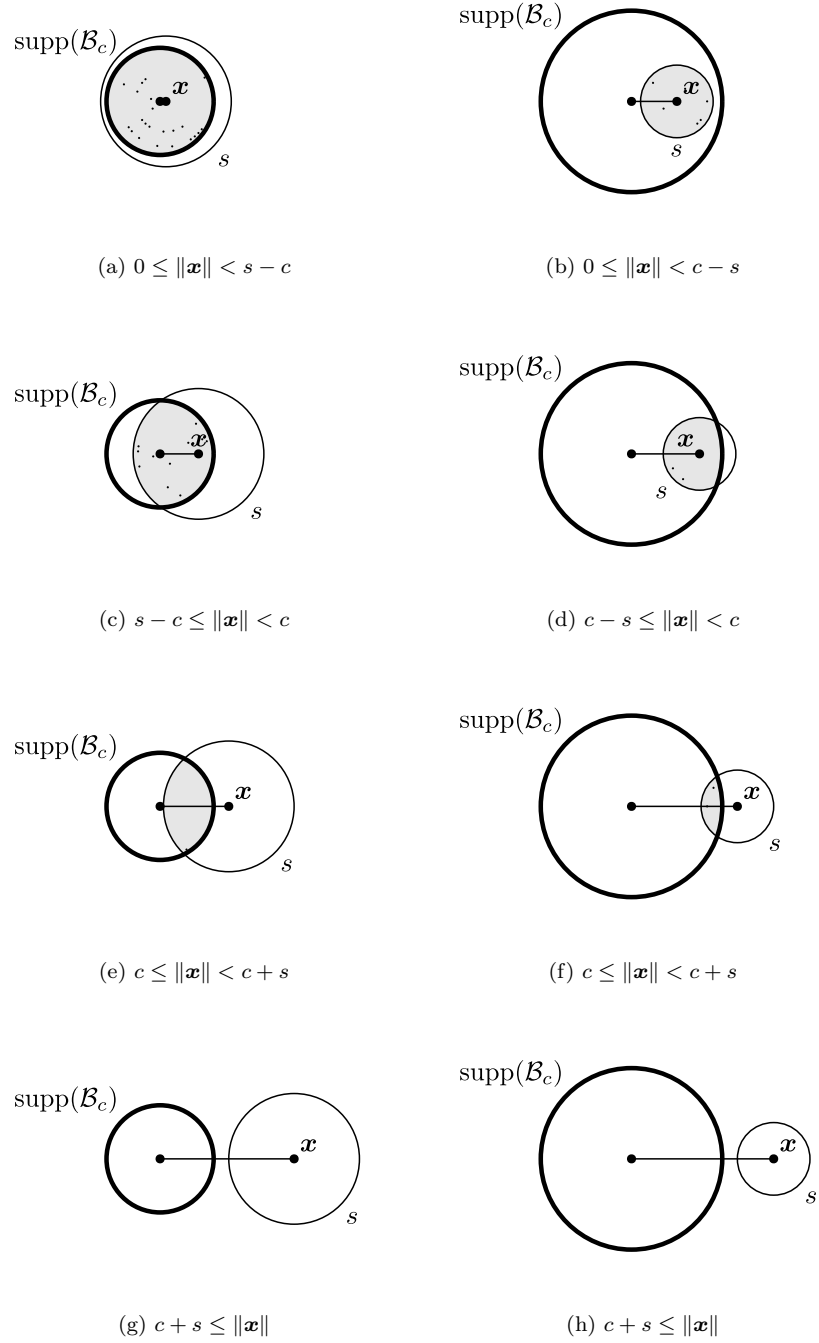 supp(ℬ_c) 𝒙 s
supp(ℬ_c) 𝒙 s
(a) 0 ≤ ‖𝒙‖ < s − c
(b) 0 ≤ ‖𝒙‖ < c − s
supp(ℬ_c) 𝒙 s
supp(ℬ_c) 𝒙 s
(c) s − c ≤ ‖𝒙‖ < c
(d) c − s ≤ ‖𝒙‖ < c
supp(ℬ_c) 𝒙 s
supp(ℬ_c) 𝒙 s
(e) c ≤ ‖𝒙‖ < c + s
(f) c ≤ ‖𝒙‖ < c + s
supp(ℬ_c) 𝒙 s
supp(ℬ_c) 𝒙 s
(g) c + s ≤ ‖𝒙‖
(h) c + s ≤ ‖𝒙‖